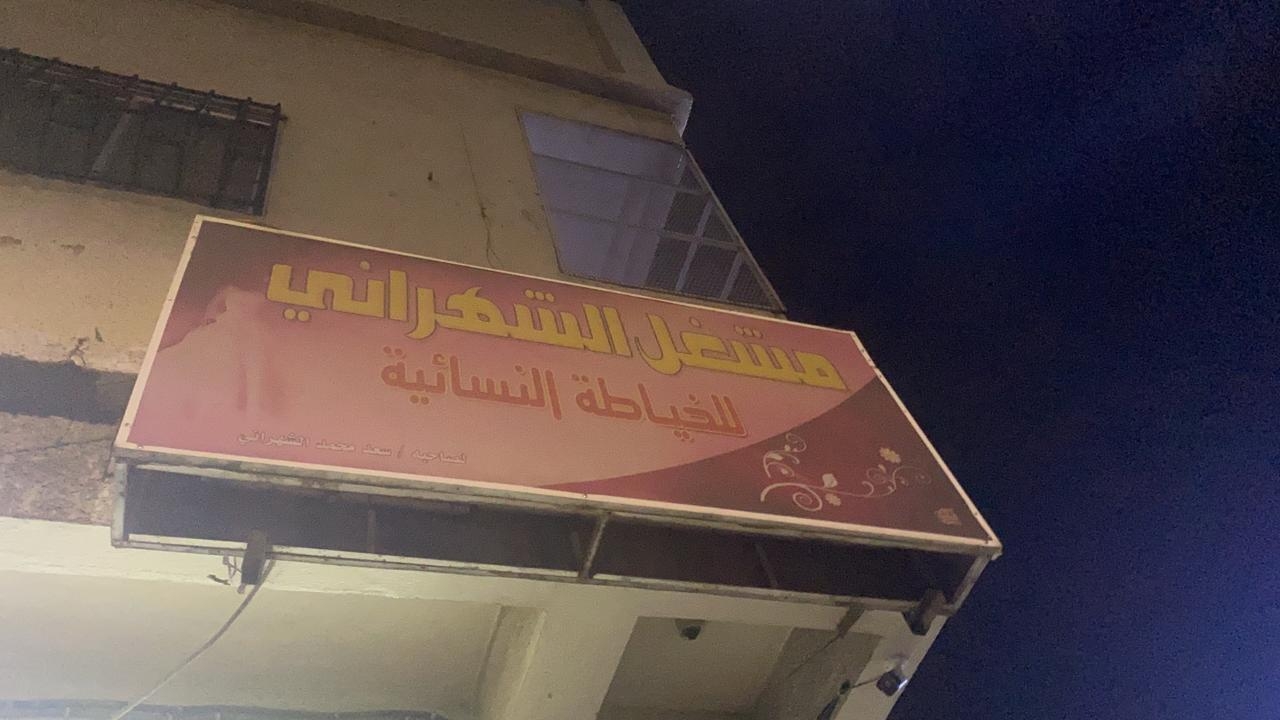 مشغل الشهراني
للخياطة النسائية
لصاحبه / سعد محمد الشهراني